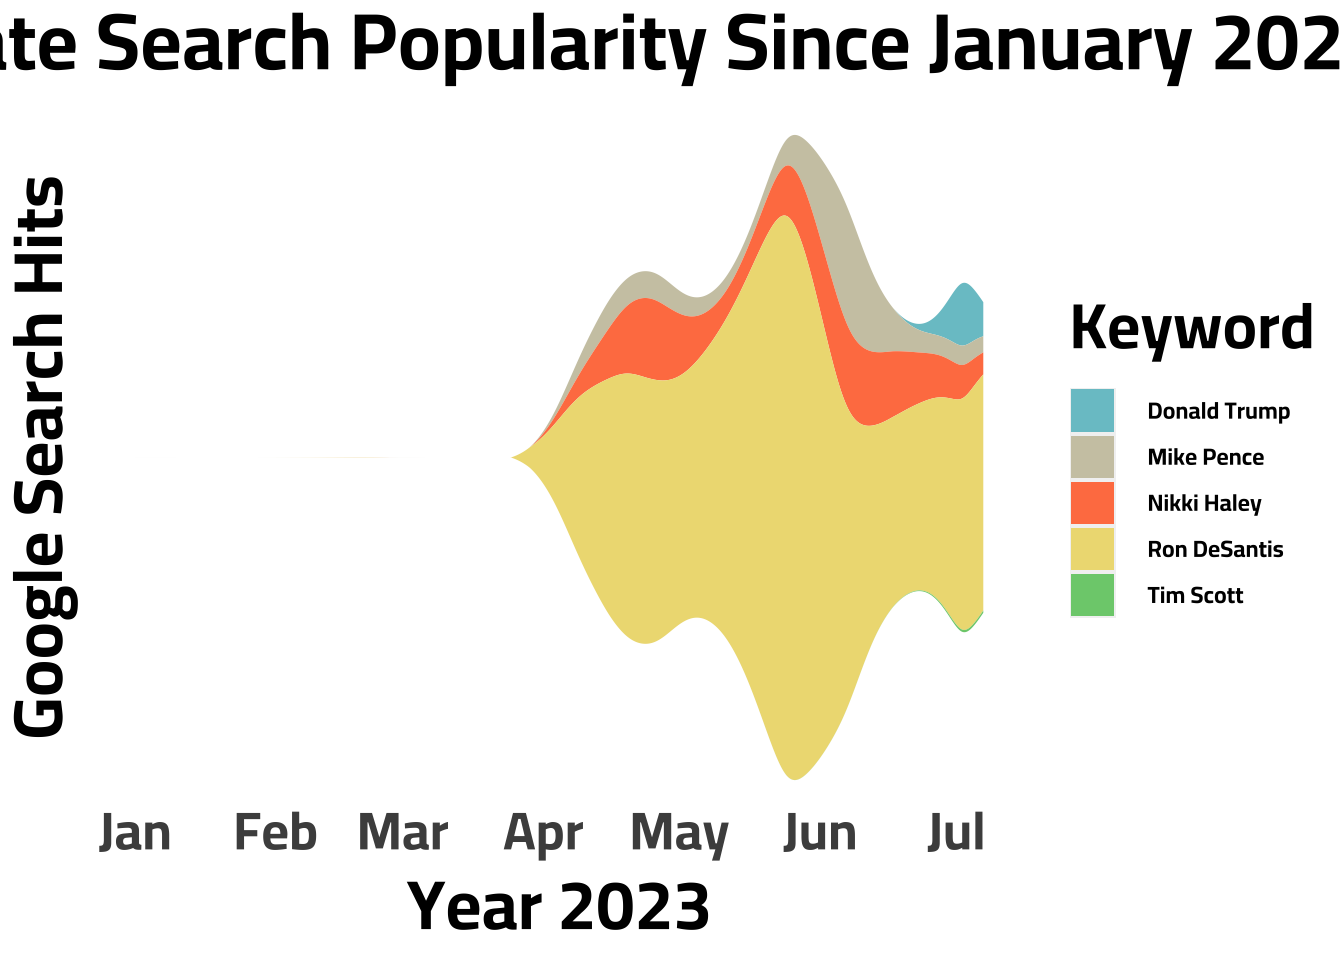 ate Search Popularity Since January 202
Google Search Hits
Jan Feb Mar Apr May Jun Jul
Year 2023
Keyword
Donald Trump
Mike Pence
Nikki Haley
Ron DeSantis
Tim Scott